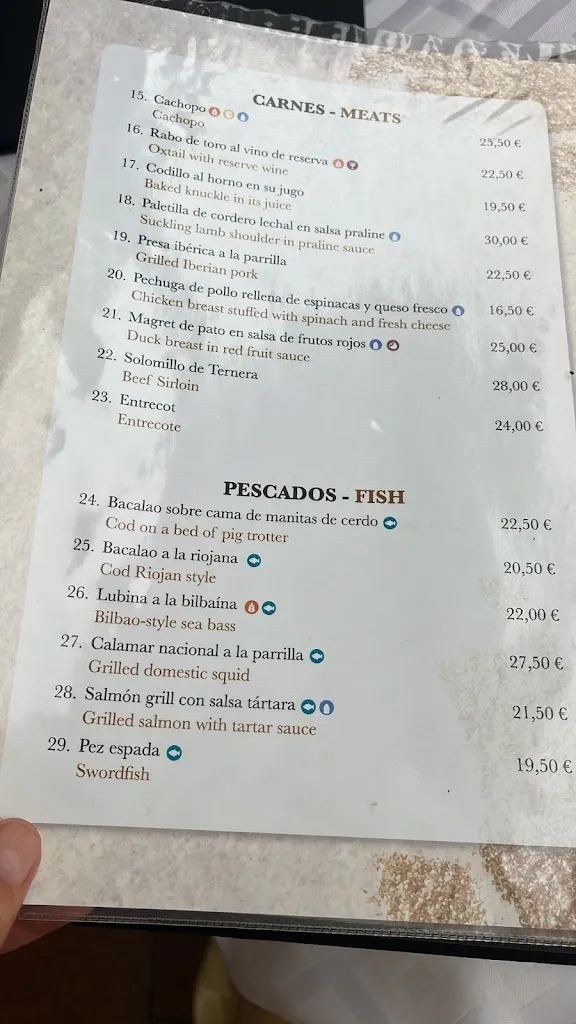 CARNES - MEATS
15. Cachopo 25,50 €
Cachopo
16. Rabo de toro al vino de reserva 22,50 €
Oxtail with reserve wine
17. Codillo al horno en su jugo 19,50 €
Baked knuckle in its juice
18. Paletilla de cordero lechal en salsa praline 30,00 €
Suckling lamb shoulder in praline sauce
19. Presa ibérica a la parrilla 22,50 €
Grilled Iberian pork
20. Pechuga de pollo rellena de espinacas y queso fresco 16,50 €
Chicken breast stuffed with spinach and fresh cheese
21. Magret de pato en salsa de frutos rojos 25,00 €
Duck breast in red fruit sauce
22. Solomillo de Ternera 28,00 €
Beef Sirloin
23. Entrecot 24,00 €
Entrecote
PESCADOS - FISH
24. Bacalao sobre cama de manitas de cerdo 22,50 €
Cod on a bed of pig trotter
25. Bacalao a la riojana 20,50 €
Cod Riojan style
26. Lubina a la bilbaína 22,00 €
Bilbao-style sea bass
27. Calamar nacional a la parrilla 27,50 €
Grilled domestic squid
28. Salmón grill con salsa tártara 21,50 €
Grilled salmon with tartar sauce
29. Pez espada 19,50 €
Swordfish